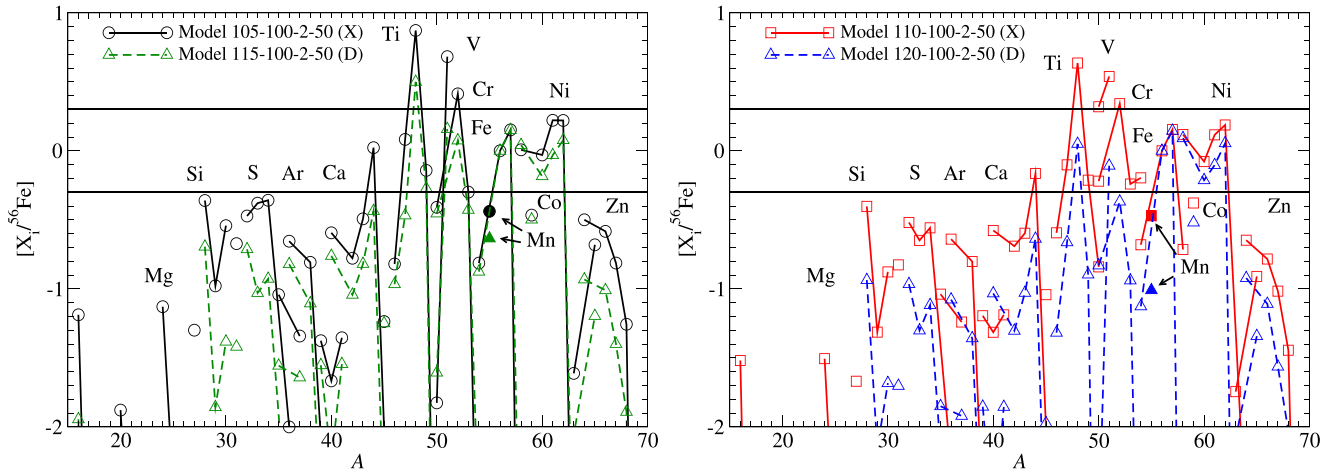 Model 105-100-2-50 (X)
Model 115-100-2-50 (D)
Ti
V
Cr
Ni
Fe
Si
S
Ar
Ca
Mg
Co
Mn
Zn
1
0
-1
-2
20
30
40
50
60
70
A
[Xi/56Fe]
Model 110-100-2-50 (X)
Model 120-100-2-50 (D)
V
Ti
Cr
Ni
Fe
Si
S
Ar
Ca
Mg
Co
Mn
Zn
1
0
-1
-2
20
30
40
50
60
70
A
[Xi/56Fe]